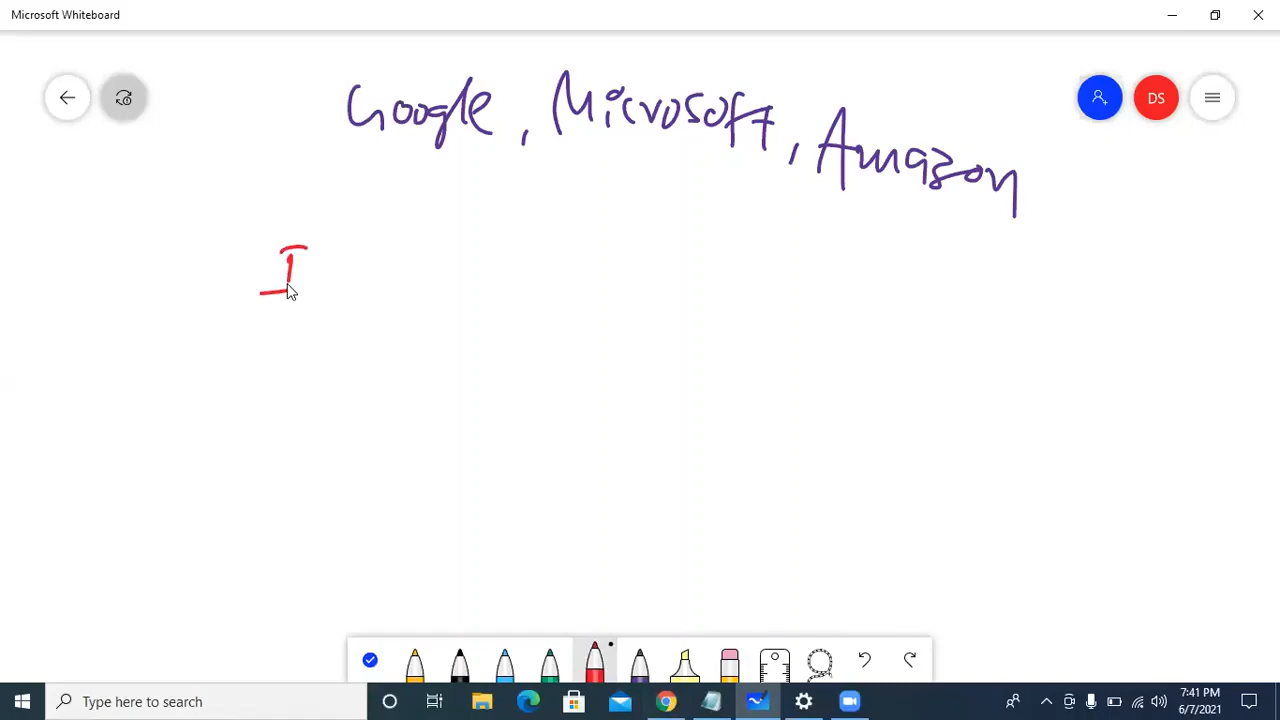 Microsoft Whiteboard
DS
Google, Microsoft, Amazon
I
Type here to search
7:41 PM
6/7/2021